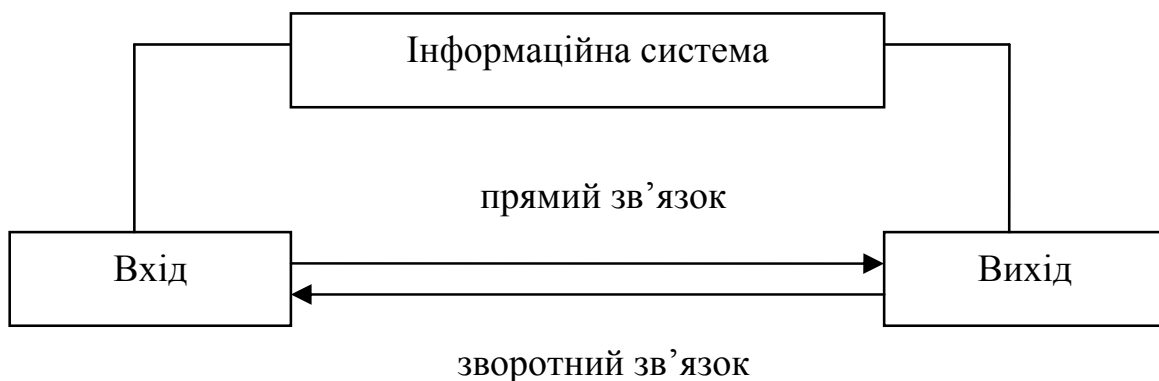 Інформаційна система
прямий зв’язок
Вхід
Вихід
зворотний зв’язок